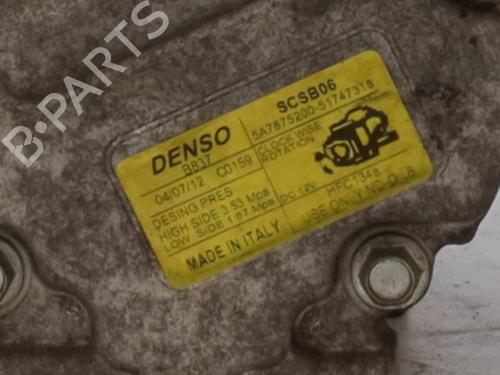 B-PARTS
DENSO
B837
04/07/12 C0159
DESING PRES
HIGH SIDE 3 53 Mpa
LOW SIDE 1 67 Mpa
MADE IN ITALY
SCSB06
5A7875200-51747318
CLOCK WISE
ROTATION
DC 12V HFC134a
USE ONLY ND-OIL8